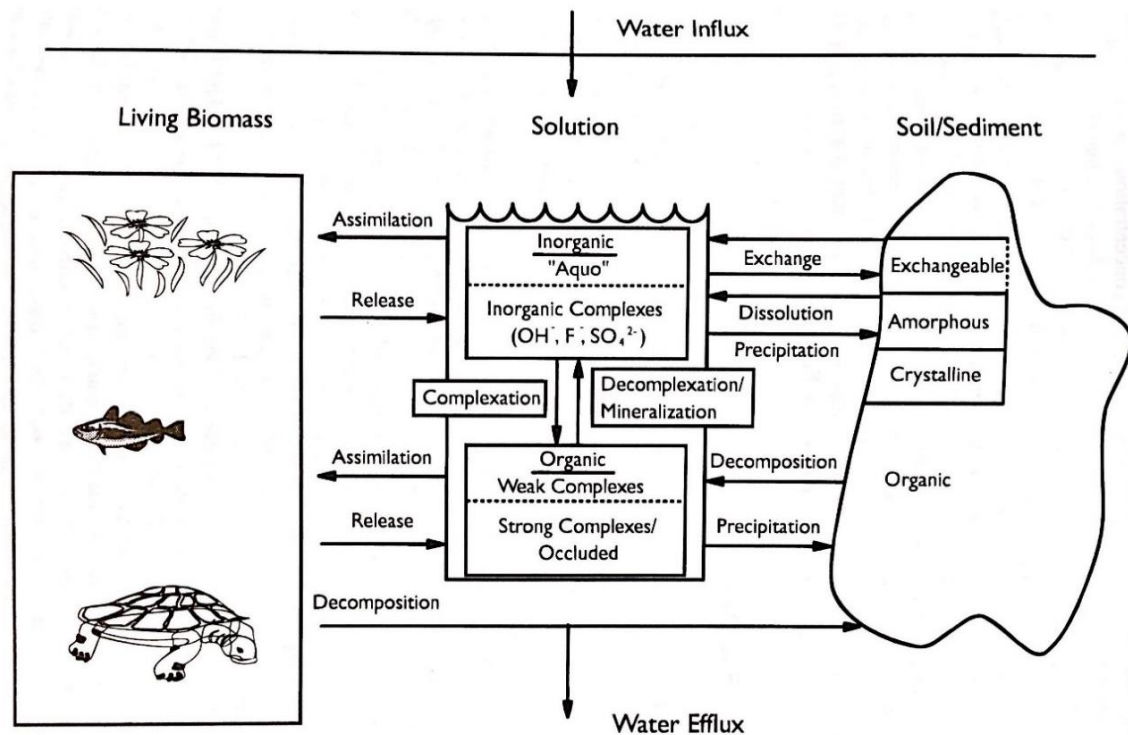 Water Influx
Living Biomass
Solution
Soil/Sediment
Assimilation
Release
Inorganic
"Aquo"
Inorganic Complexes
(OH⁻, F⁻, SO₄²⁻)
Exchange
Dissolution
Precipitation
Exchangeable
Amorphous
Crystalline
Complexation
Decomplexation/
Mineralization
Assimilation
Release
Organic
Weak Complexes
Strong Complexes/
Occluded
Decomposition
Precipitation
Organic
Decomposition
Water Efflux